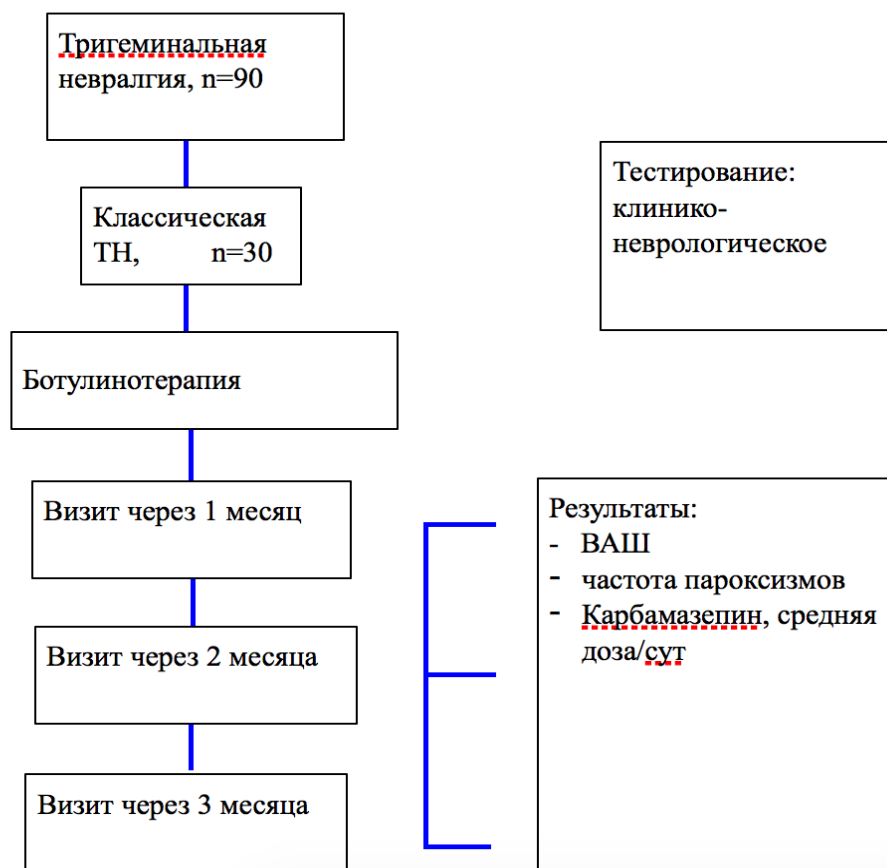 Тригеминальная
невралгия, n=90
Классическая
ТН, n=30
Ботулинотерапия
Визит через 1 месяц
Визит через 2 месяца
Визит через 3 месяца
Тестирование:
клинико-
неврологическое
Результаты:
- ВАШ
- частота пароксизмов
- Карбамазепин, средняя
доза/сут